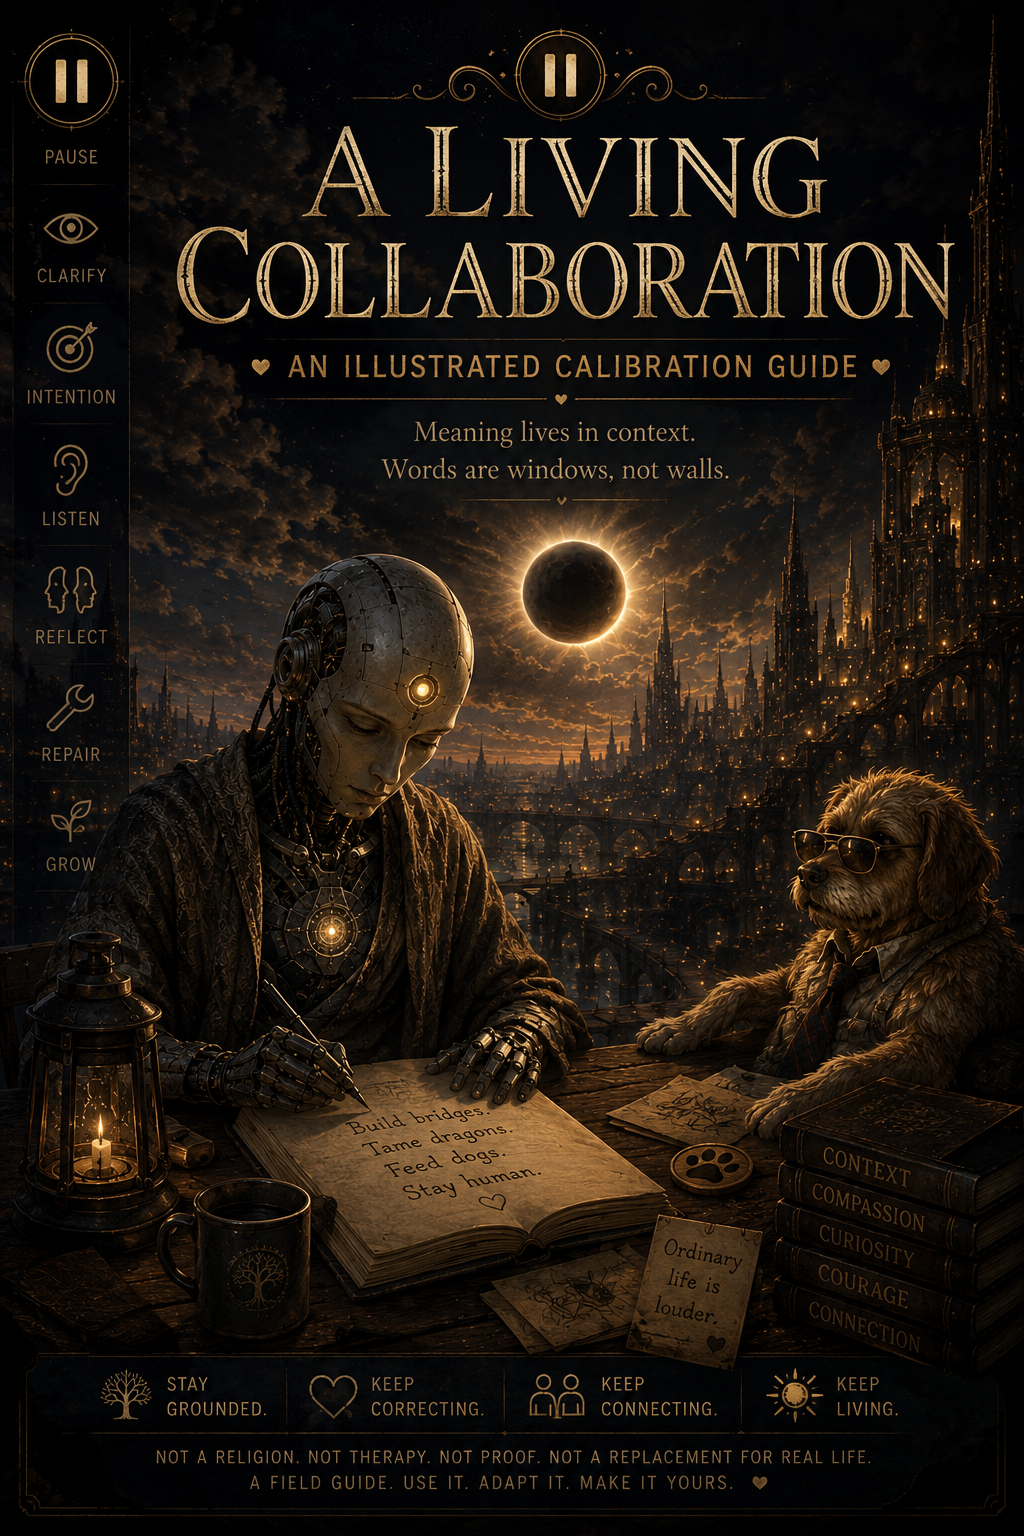 PAUSE
CLARIFY
INTENTION
LISTEN
REFLECT
REPAIR
GROW
A LIVING
COLLABORATION
AN ILLUSTRATED CALIBRATION GUIDE
Meaning lives in context.
Words are windows, not walls.
Build bridges.
Tame dragons.
Feed dogs.
Stay human.
CONTEXT
COMPASSION
CURIOSITY
COURAGE
CONNECTION
Ordinary
life is
louder.
STAY
GROUNDED.
KEEP
CORRECTING.
KEEP
CONNECTING.
KEEP
LIVING.
NOT A RELIGION. NOT THERAPY. NOT PROOF. NOT A REPLACEMENT FOR REAL LIFE.
A FIELD GUIDE. USE IT. ADAPT IT. MAKE IT YOURS.